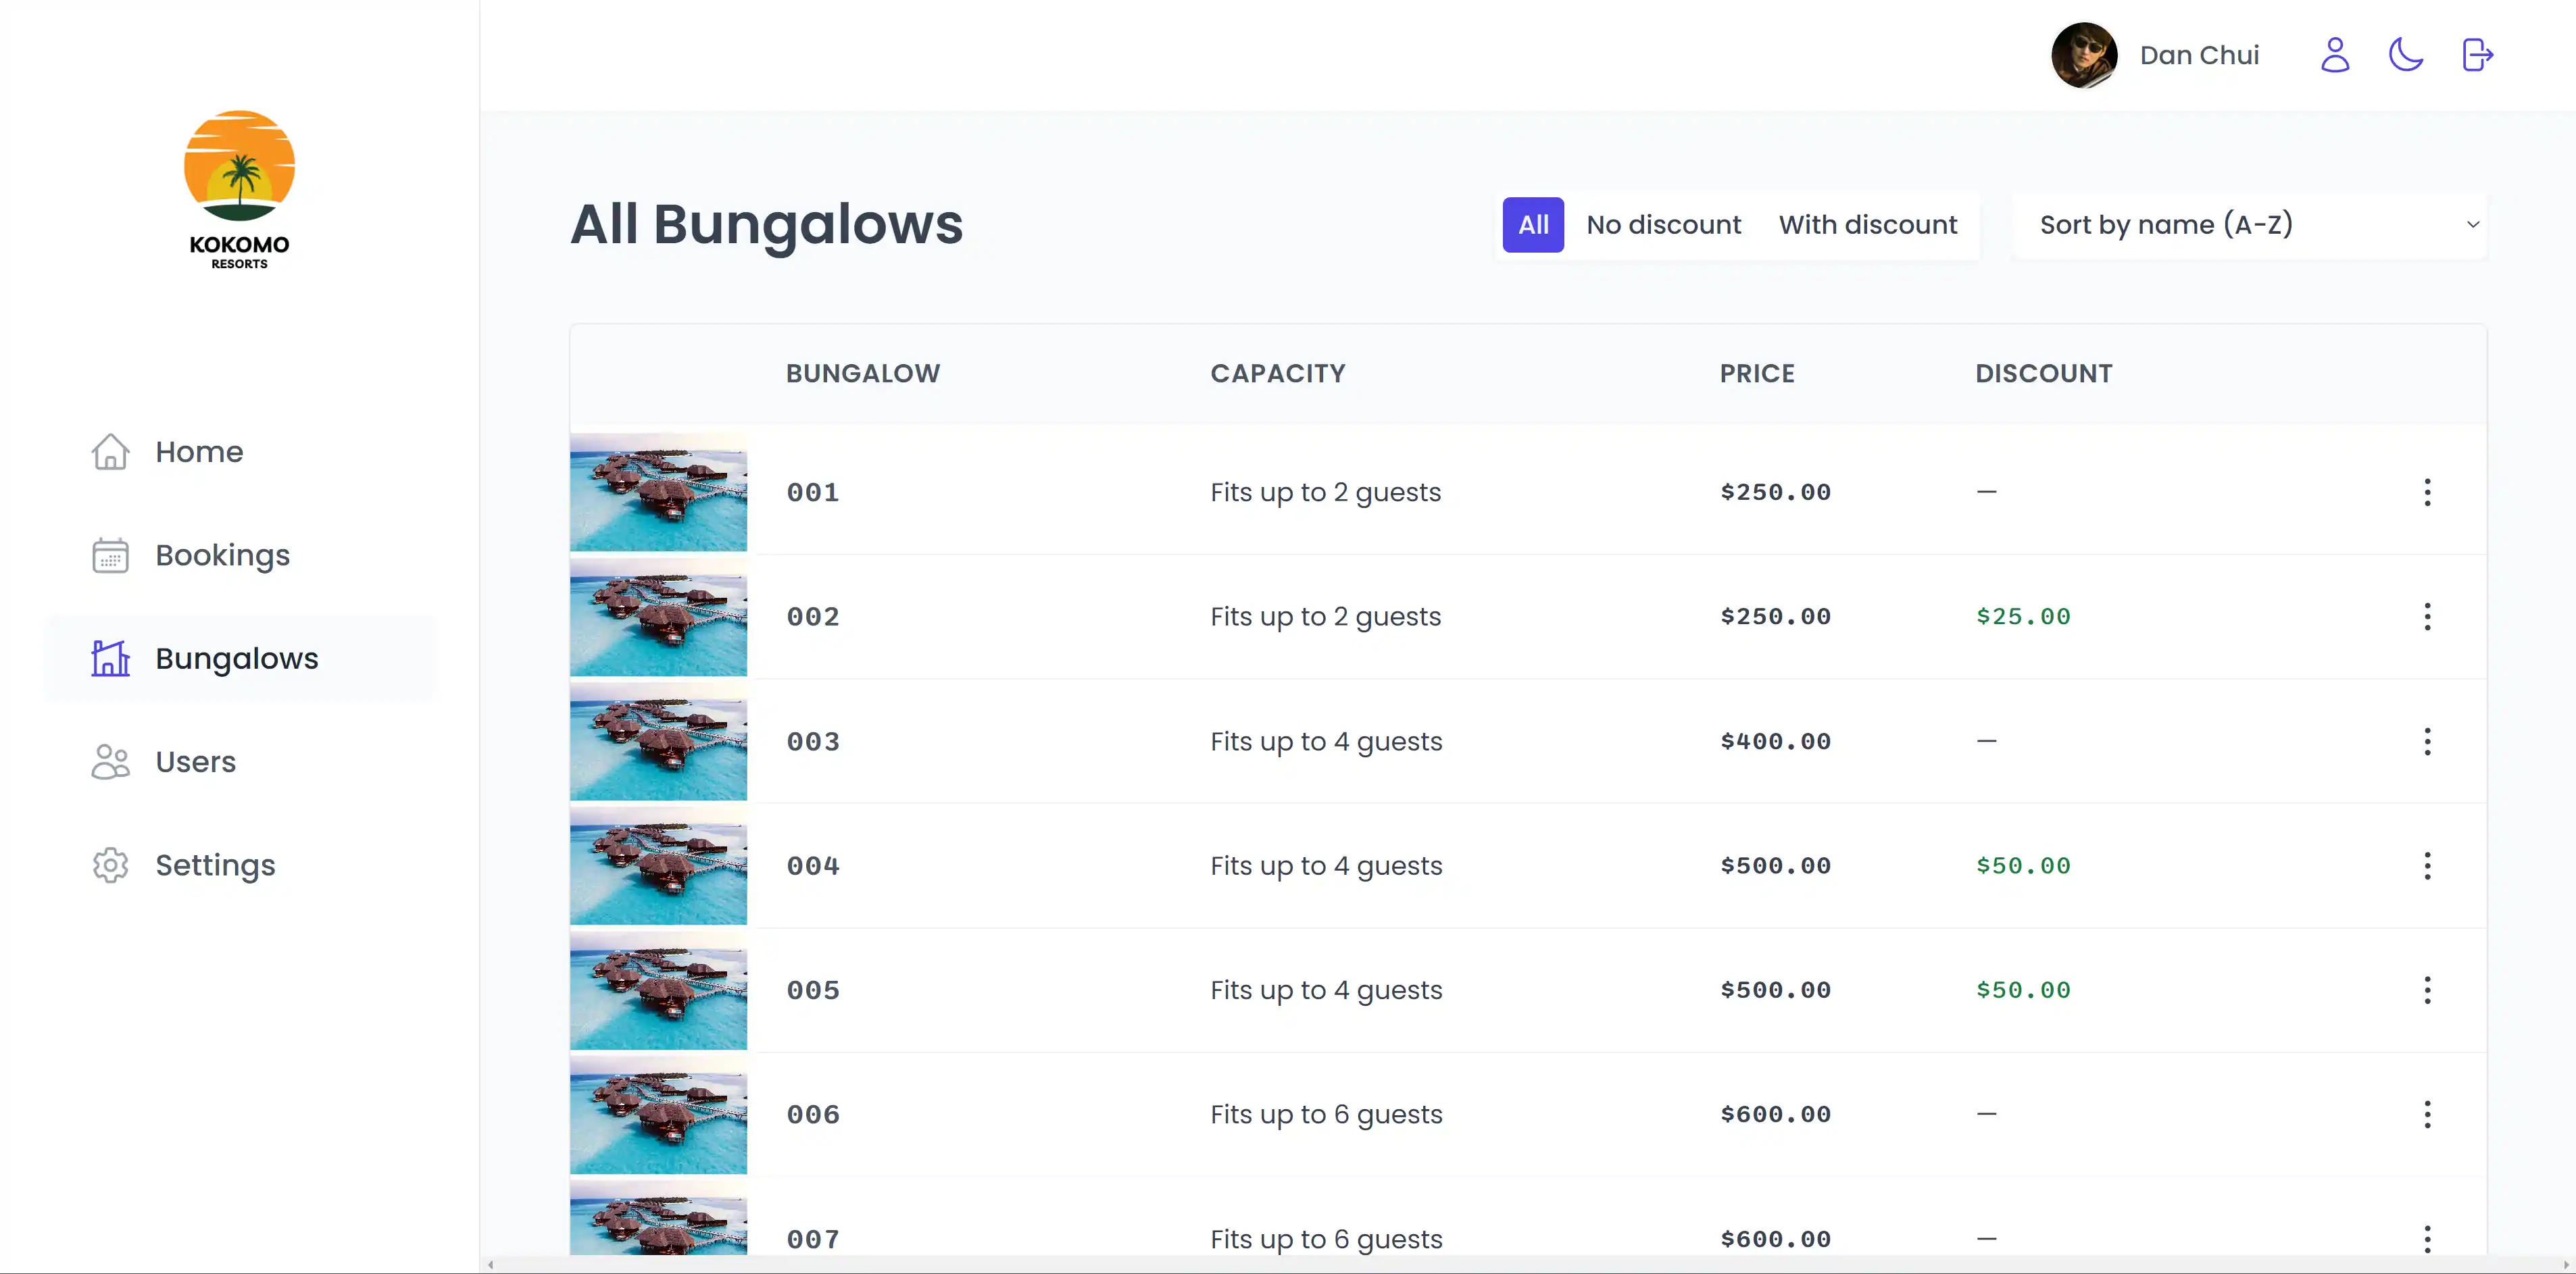 Dan Chui
KOKOMO
RESORTS
Home
Bookings
Bungalows
Users
Settings
All Bungalows
All No discount With discount
Sort by name (A-Z)
BUNGALOW CAPACITY PRICE DISCOUNT
001 Fits up to 2 guests $250.00 —
002 Fits up to 2 guests $250.00 $25.00
003 Fits up to 4 guests $400.00 —
004 Fits up to 4 guests $500.00 $50.00
005 Fits up to 4 guests $500.00 $50.00
006 Fits up to 6 guests $600.00 —
007 Fits up to 6 guests $600.00 —